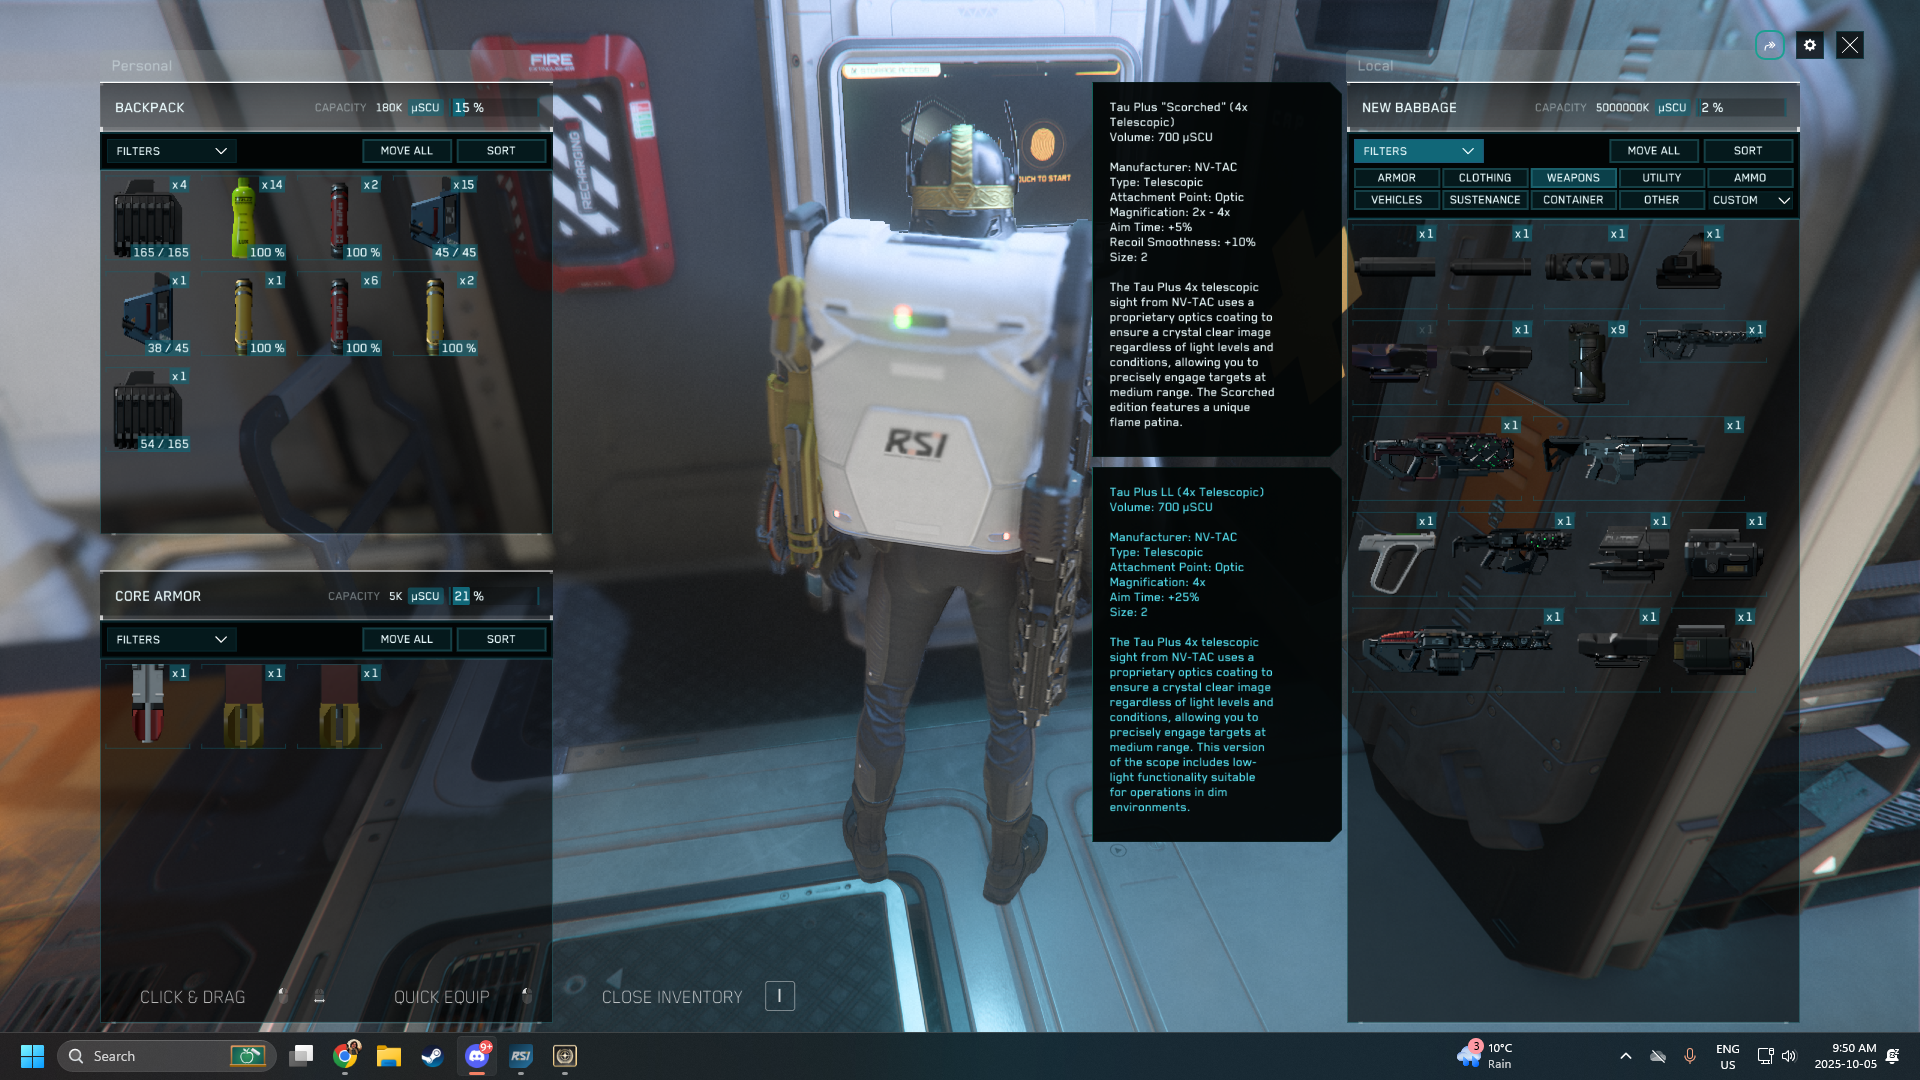 Personal
BACKPACK
CAPACITY 180K µSCU 15 %
FILTERS
MOVE ALL
SORT
x4
165 / 165
x14
100 %
x2
100 %
x15
45 / 45
x1
38 / 45
x1
100 %
x6
100 %
x2
100 %
x1
54 / 165
CORE ARMOR
CAPACITY 5K µSCU 21 %
FILTERS
MOVE ALL
SORT
x1
x1
x1
CLICK & DRAG
QUICK EQUIP
CLOSE INVENTORY
I
FIRE
EXTINGUISHER
RECHARGING
OUCH TO START
RSI
Tau Plus "Scorched" (4x
Telescopic)
Volume: 700 µSCU
Manufacturer: NV-TAC
Type: Telescopic
Attachment Point: Optic
Magnification: 2x - 4x
Aim Time: +5%
Recoil Smoothness: +10%
Size: 2
The Tau Plus 4x telescopic
sight from NV-TAC uses a
proprietary optics coating to
ensure a crystal clear image
regardless of light levels and
conditions, allowing you to
precisely engage targets at
medium range. The Scorched
edition features a unique
flame patina.
Tau Plus LL (4x Telescopic)
Volume: 700 µSCU
Manufacturer: NV-TAC
Type: Telescopic
Attachment Point: Optic
Magnification: 4x
Aim Time: +25%
Size: 2
The Tau Plus 4x telescopic
sight from NV-TAC uses a
proprietary optics coating to
ensure a crystal clear image
regardless of light levels and
conditions, allowing you to
precisely engage targets at
medium range. This version
of the scope includes low-
light functionality suitable
for operations in dim
environments.
Local
NEW BABBAGE
CAPACITY 5000000K µSCU 2 %
FILTERS
MOVE ALL
SORT
ARMOR
CLOTHING
WEAPONS
UTILITY
AMMO
VEHICLES
SUSTENANCE
CONTAINER
OTHER
CUSTOM
x1
x1
x1
x1
x1
x1
x9
x1
x1
x1
x1
x1
x1
x1
x1
x1
x1
Search
9+
RSI
3
10°C
Rain
ENG
US
9:50 AM
2025-10-05